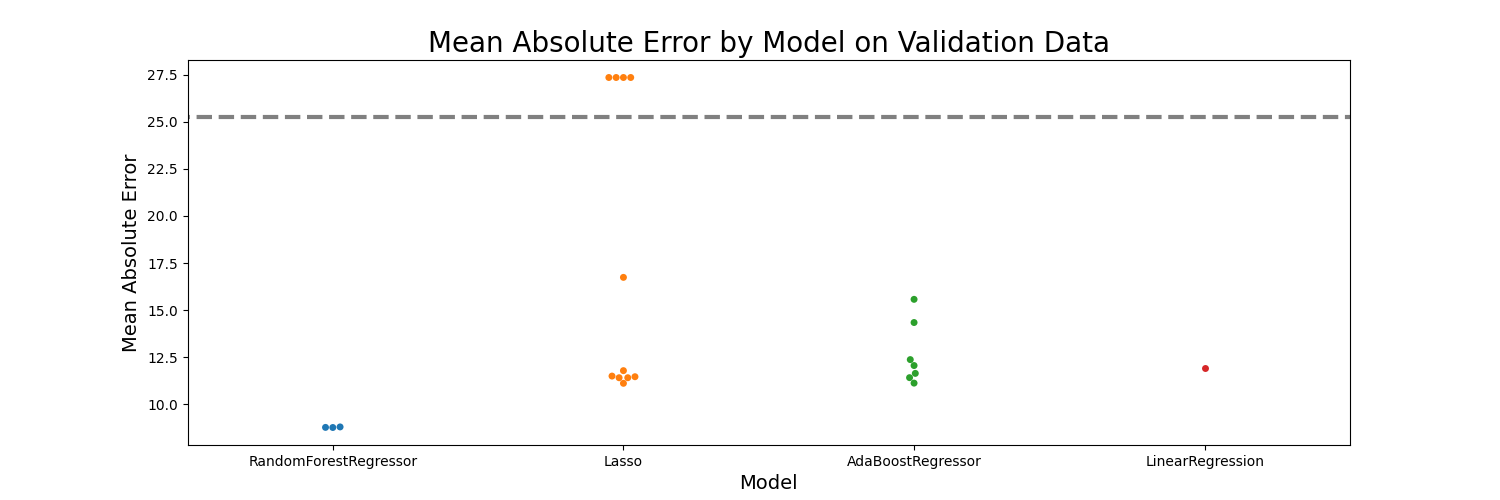 Mean Absolute Error by Model on Validation Data
Mean Absolute Error
27.5
25.0
22.5
20.0
17.5
15.0
12.5
10.0
RandomForestRegressor
Lasso
AdaBoostRegressor
LinearRegression
Model